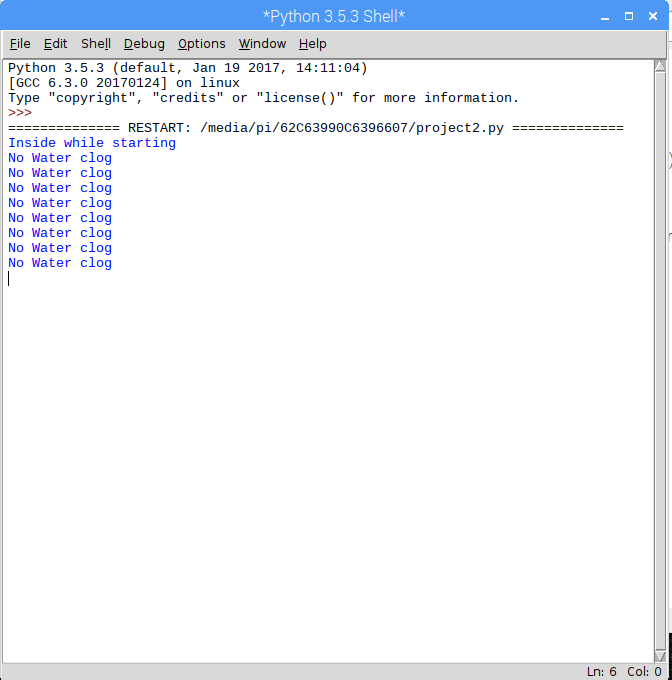 *Python 3.5.3 Shell*
File Edit Shell Debug Options Window Help
Python 3.5.3 (default, Jan 19 2017, 14:11:04)
[GCC 6.3.0 20170124] on linux
Type "copyright", "credits" or "license()" for more information.
>>>
============== RESTART: /media/pi/62C63990C6396607/project2.py ==============
Inside while starting
No Water clog
No Water clog
No Water clog
No Water clog
No Water clog
No Water clog
No Water clog
No Water clog
Ln: 6 Col: 0